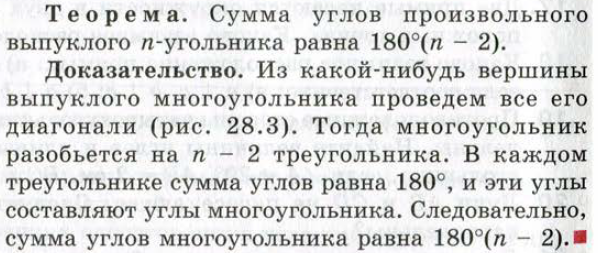 Теорема. Сумма углов произвольного
выпуклого n-угольника равна 180°(n − 2).
Доказательство. Из какой-нибудь вершины
выпуклого многоугольника проведем все его
диагонали (рис. 28.3). Тогда многоугольник
разобьется на n − 2 треугольника. В каждом
треугольнике сумма углов равна 180°, и эти углы
составляют углы многоугольника. Следовательно,
сумма углов многоугольника равна 180°(n − 2).